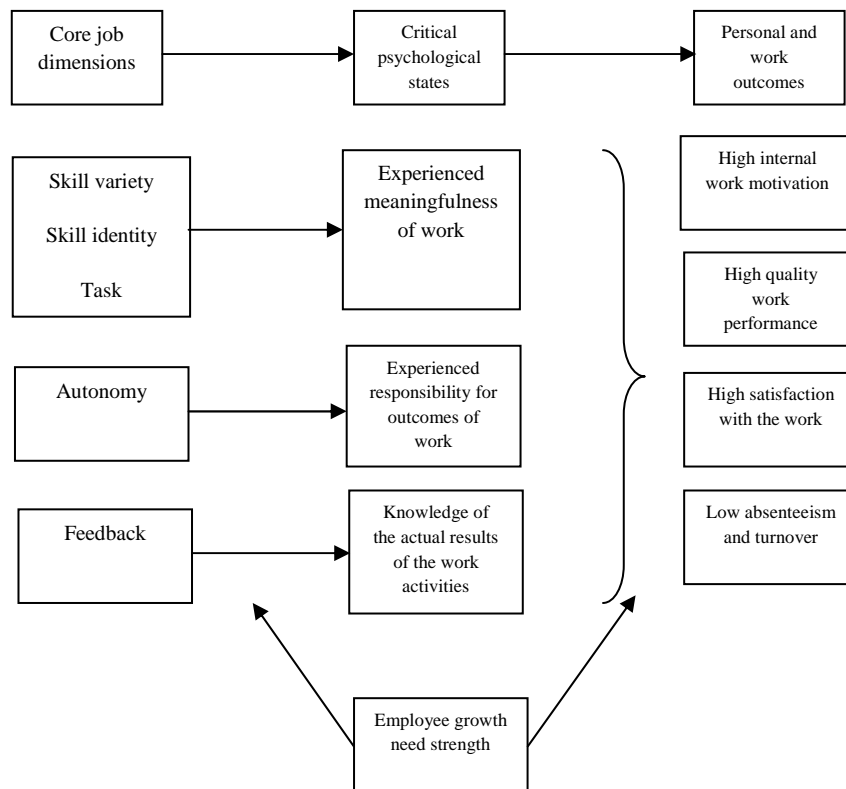 Core job
dimensions
Critical
psychological
states
Personal and
work
outcomes
Skill variety
Skill identity
Task
Experienced
meaningfulness
of work
High internal
work motivation
High quality
work
performance
Autonomy
Experienced
responsibility for
outcomes of
work
High satisfaction
with the work
Feedback
Knowledge of
the actual results
of the work
activities
Low absenteeism
and turnover
Employee growth
need strength